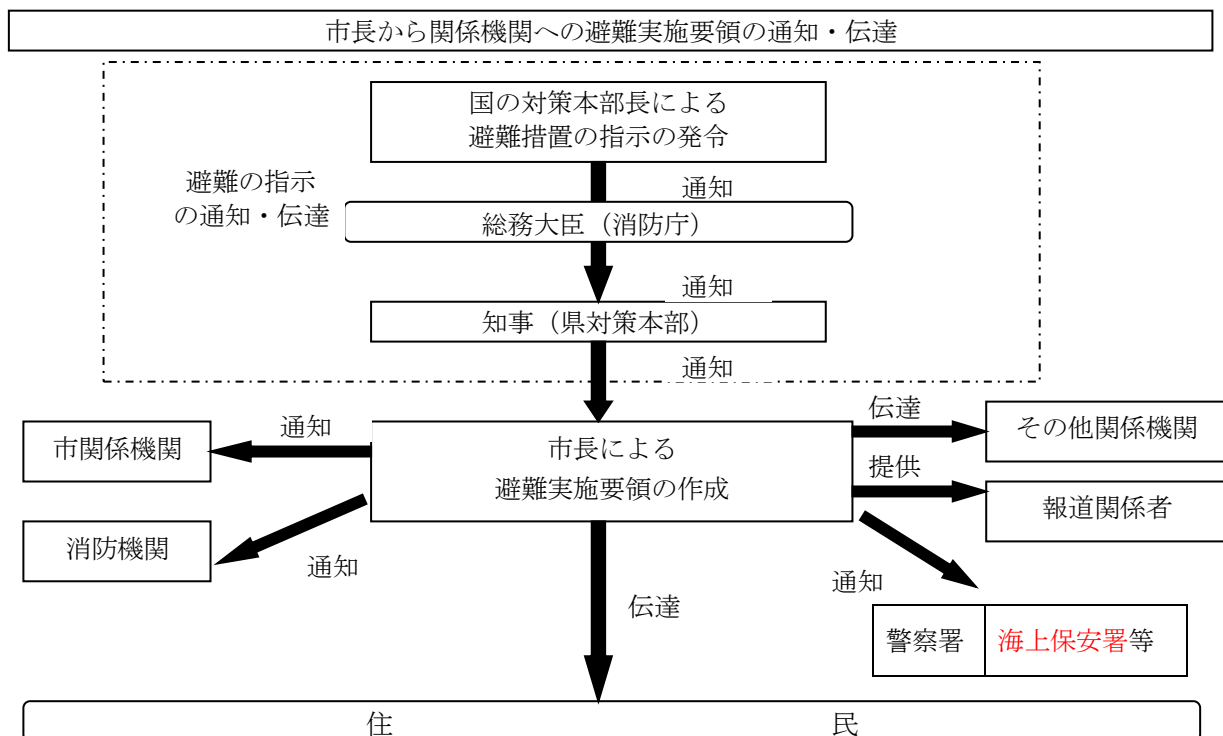 市長から関係機関への避難実施要領の通知・伝達
国の対策本部長による
避難措置の指示の発令
避難の指示
の通知・伝達
通知
総務大臣（消防庁）
通知
知事（県対策本部）
通知
市関係機関
通知
市長による
避難実施要領の作成
伝達
その他関係機関
提供
報道関係者
消防機関
通知
通知
伝達
警察署
海上保安署等
住 民